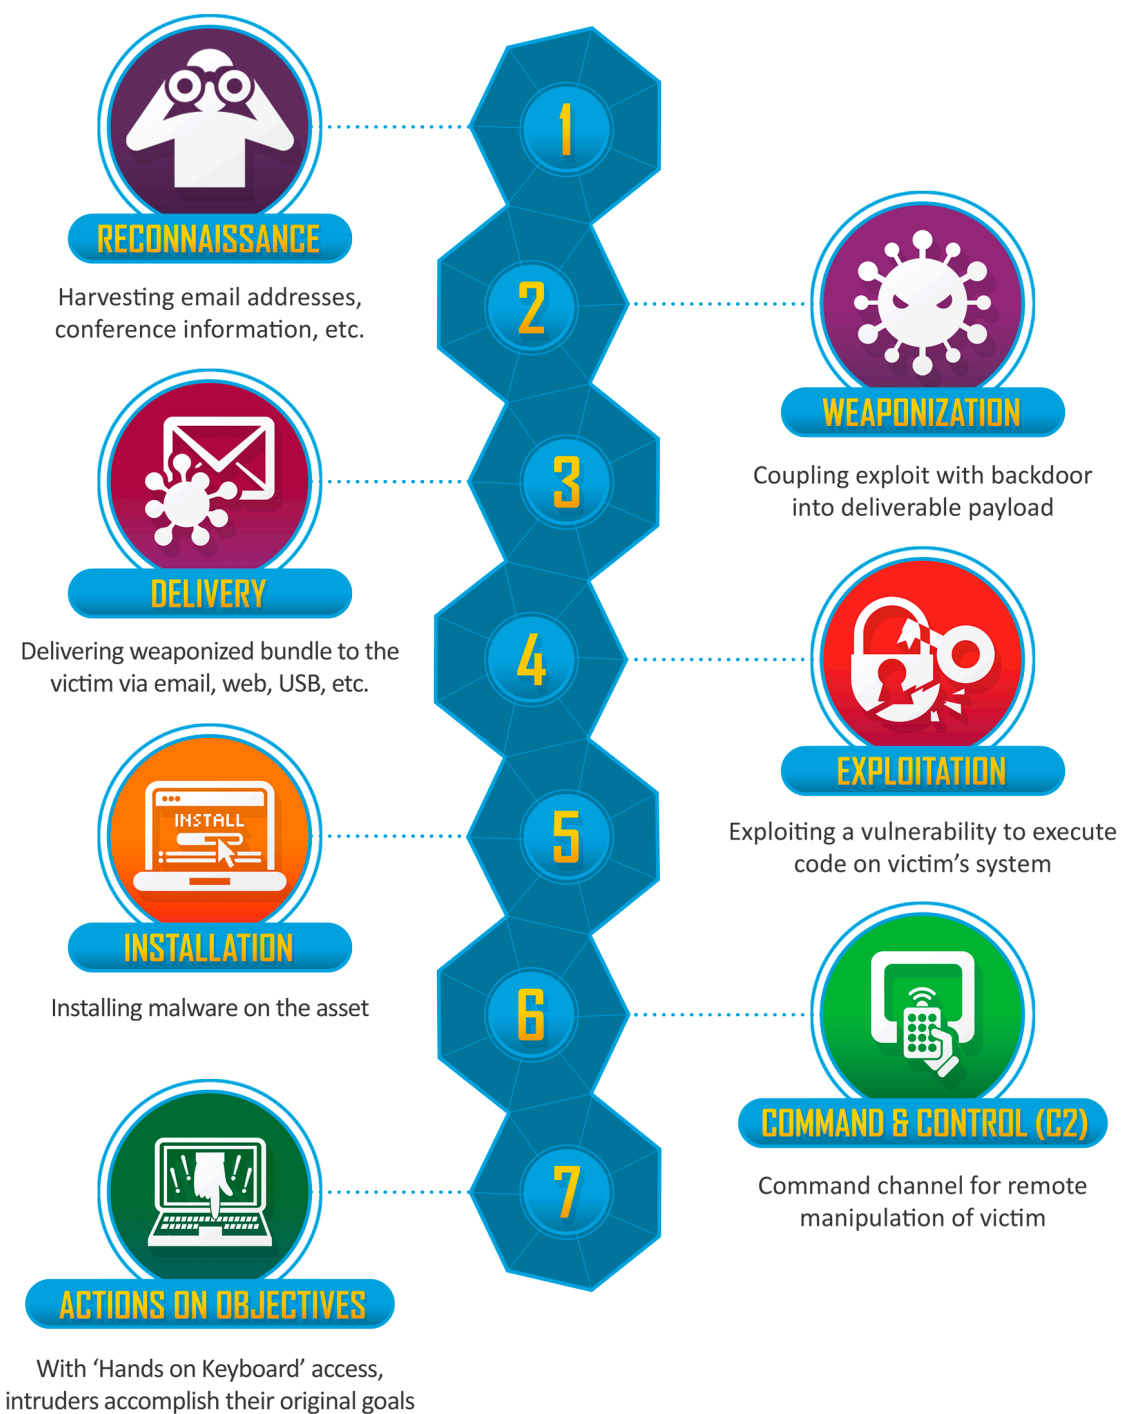 1
RECONNAISSANCE
Harvesting email addresses,
conference information, etc.
2
WEAPONIZATION
Coupling exploit with backdoor
into deliverable payload
3
DELIVERY
Delivering weaponized bundle to the
victim via email, web, USB, etc.
4
EXPLOITATION
Exploiting a vulnerability to execute
code on victim’s system
5
INSTALL
INSTALLATION
Installing malware on the asset
6
COMMAND & CONTROL (C2)
Command channel for remote
manipulation of victim
7
ACTIONS ON OBJECTIVES
With ‘Hands on Keyboard’ access,
intruders accomplish their original goals